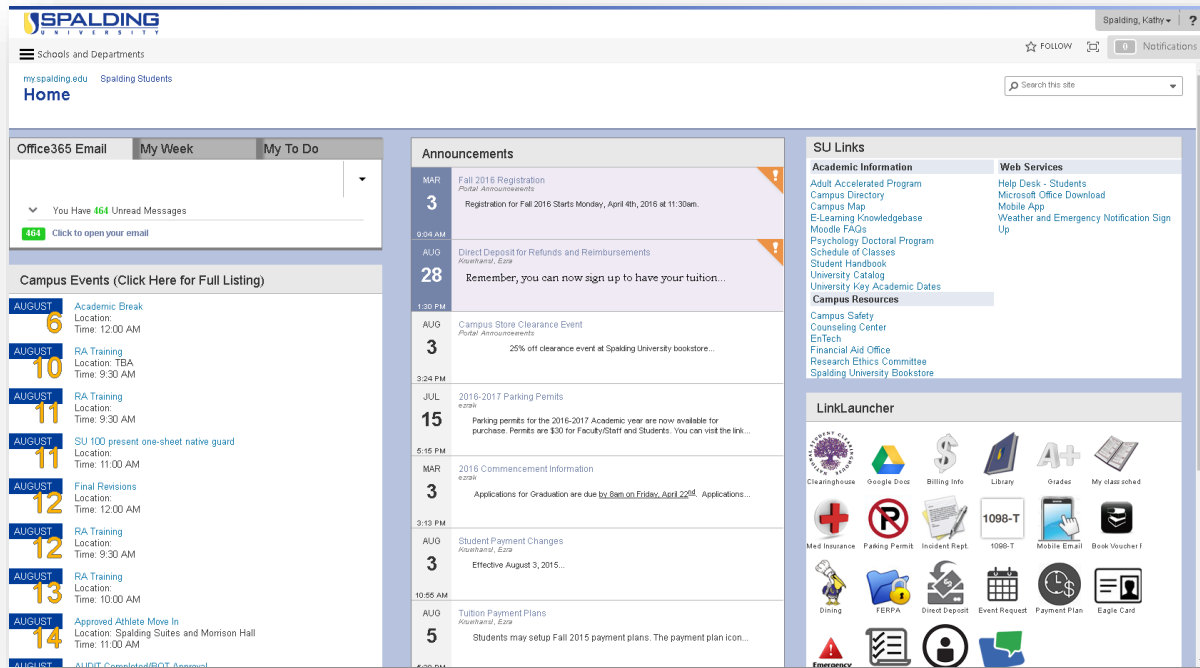 SPALDING
UNIVERSITY
Spalding, Kathy
?
Schools and Departments
FOLLOW
0 Notifications
my.spalding.edu Spalding Students
Home
Search this site
Office365 Email
My Week
My To Do
You Have 464 Unread Messages
464 Click to open your email
Campus Events (Click Here for Full Listing)
AUGUST
6
Academic Break
Location:
Time: 12:00 AM
AUGUST
10
RA Training
Location: TBA
Time: 9:30 AM
AUGUST
11
RA Training
Location:
Time: 9:30 AM
AUGUST
11
SU 100 present one-sheet native guard
Location:
Time: 11:00 AM
AUGUST
12
Final Revisions
Location:
Time: 12:00 AM
AUGUST
12
RA Training
Location:
Time: 9:30 AM
AUGUST
13
RA Training
Location:
Time: 10:00 AM
AUGUST
14
Approved Athlete Move In
Location: Spalding Suites and Morrison Hall
Time: 11:00 AM
AUGUST
AUDIT Completed/BOT Approval
Announcements
MAR
3
9:04 AM
Fall 2016 Registration
Portal Announcements
Registration for Fall 2016 Starts Monday, April 4th, 2016 at 11:30am.
AUG
28
1:30 PM
Direct Deposit for Refunds and Reimbursements
Kruehansl, Ezra
Remember, you can now sign up to have your tuition...
AUG
3
3:24 PM
Campus Store Clearance Event
Portal Announcements
25% off clearance event at Spalding University bookstore...
JUL
15
5:15 PM
2016-2017 Parking Permits
ezrak
Parking permits for the 2016-2017 Academic year are now available for
purchase. Permits are $30 for Faculty/Staff and Students. You can visit the link...
MAR
3
3:13 PM
2016 Commencement Information
ezrak
Applications for Graduation are due by 8am on Friday, April 22nd. Applications...
AUG
3
10:56 AM
Student Payment Changes
Kruehansl, Ezra
Effective August 3, 2015...
AUG
5
Tuition Payment Plans
Kruehansl, Ezra
Students may setup Fall 2015 payment plans. The payment plan icon...
SU Links
Academic Information
Adult Accelerated Program
Campus Directory
Campus Map
E-Learning Knowledgebase
Moodle FAQs
Psychology Doctoral Program
Schedule of Classes
Student Handbook
University Catalog
University Key Academic Dates
Campus Resources
Campus Safety
Counseling Center
EnTech
Financial Aid Office
Research Ethics Committee
Spalding University Bookstore
Web Services
Help Desk - Students
Microsoft Office Download
Mobile App
Weather and Emergency Notification Sign
Up
LinkLauncher
NATIONAL STUDENT CLEARINGHOUSE
A+
Clearinghouse
Google Docs
Billing Info
Library
Grades
My class sched
1098-T
Med Insurance
Parking Permit
Incident Rept.
1098-T
Mobile Email
Book Voucher F
Dining
FERPA
Direct Deposit
Event Request
Payment Plan
Eagle Card
Emergency